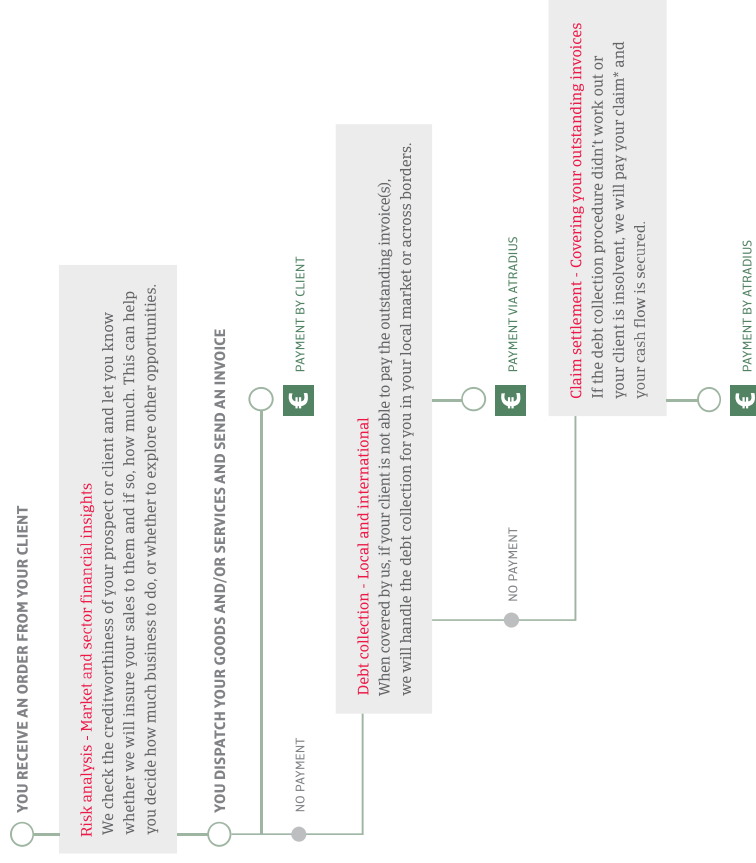 YOU RECEIVE AN ORDER FROM YOUR CLIENT
Risk analysis - Market and sector financial insights
We check the creditworthiness of your prospect or client and let you know
whether we will insure your sales to them and if so, how much. This can help
you decide how much business to do, or whether to explore other opportunities.
YOU DISPATCH YOUR GOODS AND/OR SERVICES AND SEND AN INVOICE
NO PAYMENT
€ PAYMENT BY CLIENT
Debt collection - Local and international
When covered by us, if your client is not able to pay the outstanding invoice(s),
we will handle the debt collection for you in your local market or across borders.
NO PAYMENT
€ PAYMENT VIA ATRADIUS
Claim settlement - Covering your outstanding invoices
If the debt collection procedure didn't work out or
your client is insolvent, we will pay your claim* and
your cash flow is secured.
€ PAYMENT BY ATRADIUS